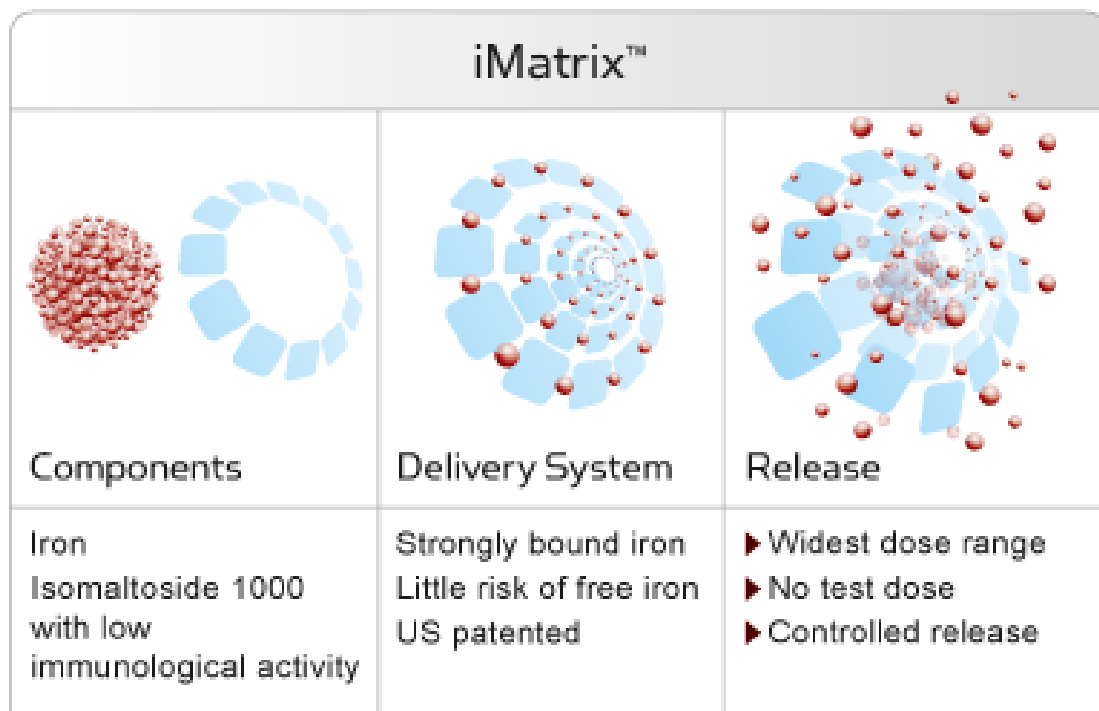 iMatrix™
Components
Delivery System
Release
Iron
Isomaltoside 1000
with low
immunological activity
Strongly bound iron
Little risk of free iron
US patented
Widest dose range
No test dose
Controlled release